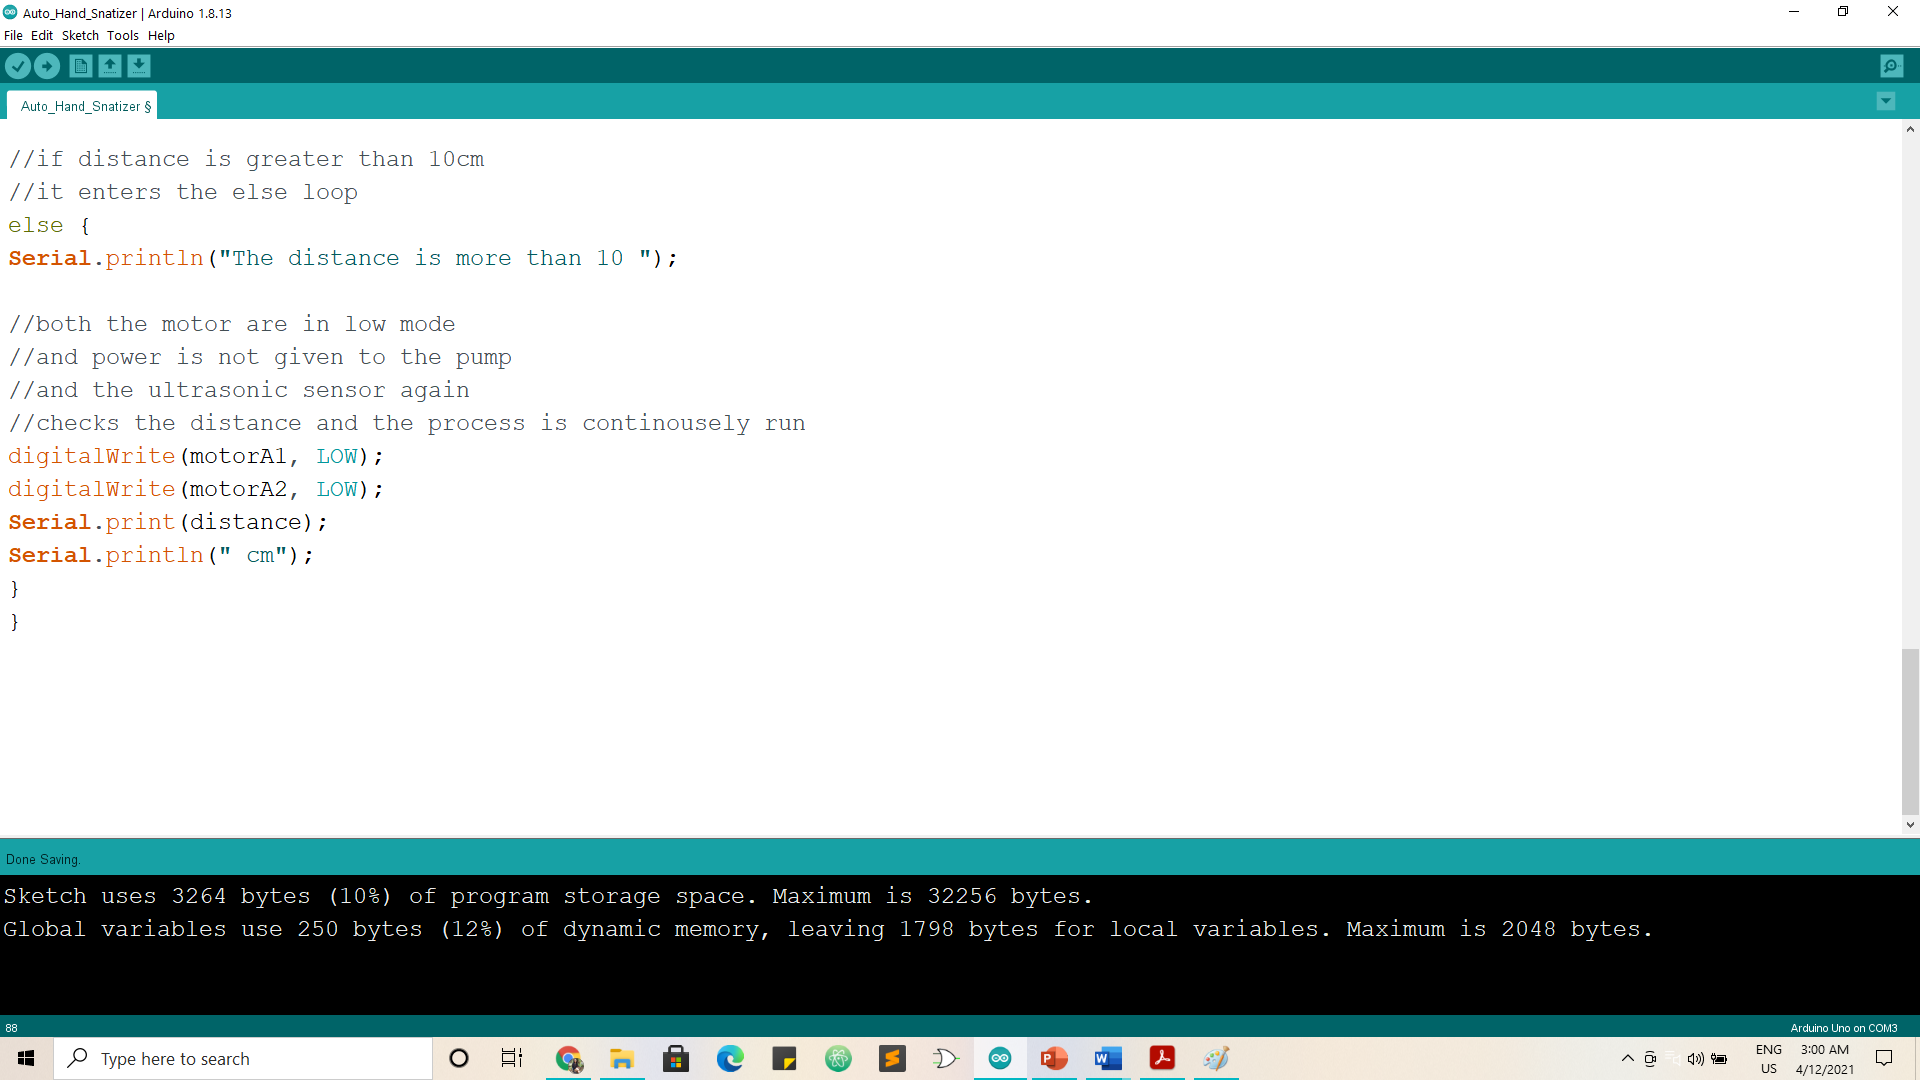 Auto_Hand_Snatizer | Arduino 1.8.13
File Edit Sketch Tools Help
Auto_Hand_Snatizer §
//if distance is greater than 10cm
//it enters the else loop
else {
Serial.println("The distance is more than 10 ");
//both the motor are in low mode
//and power is not given to the pump
//and the ultrasonic sensor again
//checks the distance and the process is continousely run
digitalWrite(motorA1, LOW);
digitalWrite(motorA2, LOW);
Serial.print(distance);
Serial.println(" cm");
}
}
Done Saving.
Sketch uses 3264 bytes (10%) of program storage space. Maximum is 32256 bytes.
Global variables use 250 bytes (12%) of dynamic memory, leaving 1798 bytes for local variables. Maximum is 2048 bytes.
88
Arduino Uno on COM3
Type here to search
ENG
US
3:00 AM
4/12/2021